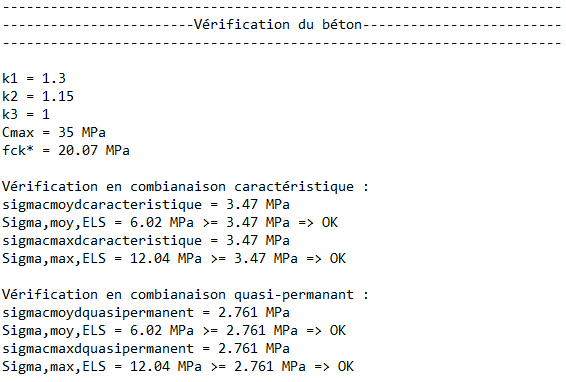 ----------------------------------------------------------------------
------------------------Vérification du béton-------------------------
----------------------------------------------------------------------
k1 = 1.3
k2 = 1.15
k3 = 1
Cmax = 35 MPa
fck* = 20.07 MPa
Vérification en combianaison caractéristique :
sigmacmoydcaracteristique = 3.47 MPa
Sigma,moy,ELS = 6.02 MPa >= 3.47 MPa => OK
sigmacmaxdcaracteristique = 3.47 MPa
Sigma,max,ELS = 12.04 MPa >= 3.47 MPa => OK
Vérification en combianaison quasi-permanant :
sigmacmoydquasipermanent = 2.761 MPa
Sigma,moy,ELS = 6.02 MPa >= 2.761 MPa => OK
sigmacmaxdquasipermanent = 2.761 MPa
Sigma,max,ELS = 12.04 MPa >= 2.761 MPa => OK